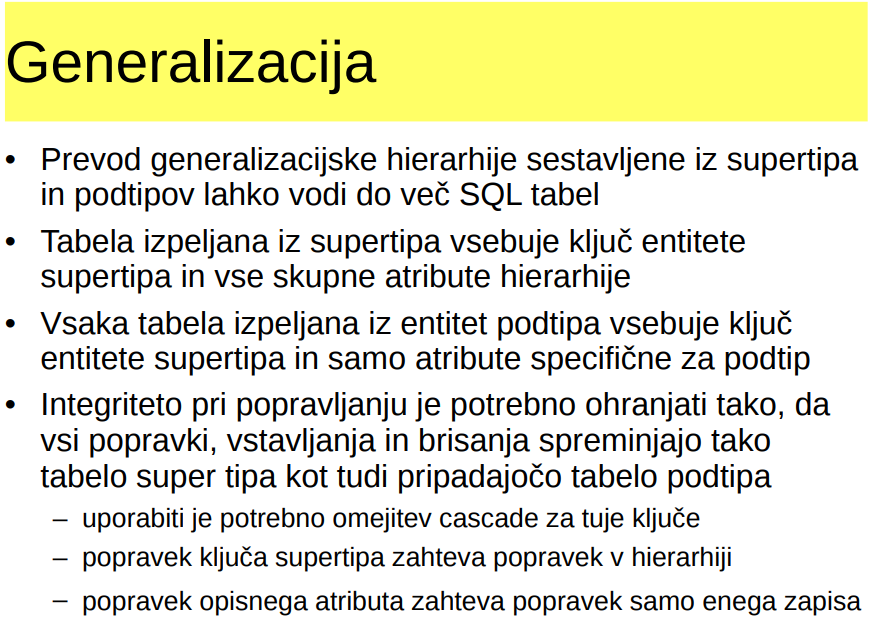 Generalizacija
• Prevod generalizacijske hierarhije sestavljene iz supertipa
in podtipov lahko vodi do več SQL tabel
• Tabela izpeljana iz supertipa vsebuje ključ entitete
supertipa in vse skupne atribute hierarhije
• Vsaka tabela izpeljana iz entitet podtipa vsebuje ključ
entitete supertipa in samo atribute specifične za podtip
• Integriteto pri popravljanju je potrebno ohranjati tako, da
vsi popravki, vstavljanja in brisanja spreminjajo tako
tabelo super tipa kot tudi pripadajočo tabelo podtipa
– uporabiti je potrebno omejitev cascade za tuje ključe
– popravek ključa supertipa zahteva popravek v hierarhiji
– popravek opisnega atributa zahteva popravek samo enega zapisa